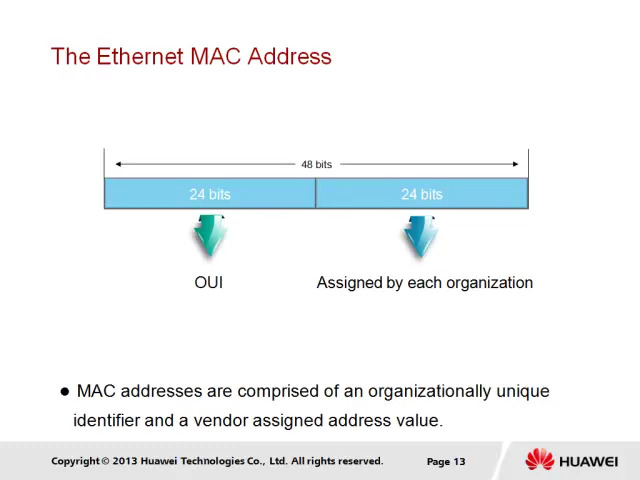 The Ethernet MAC Address
48 bits
24 bits 24 bits
OUI Assigned by each organization
● MAC addresses are comprised of an organizationally unique
identifier and a vendor assigned address value.
Copyright © 2013 Huawei Technologies Co., Ltd. All rights reserved. Page 13 HUAWEI